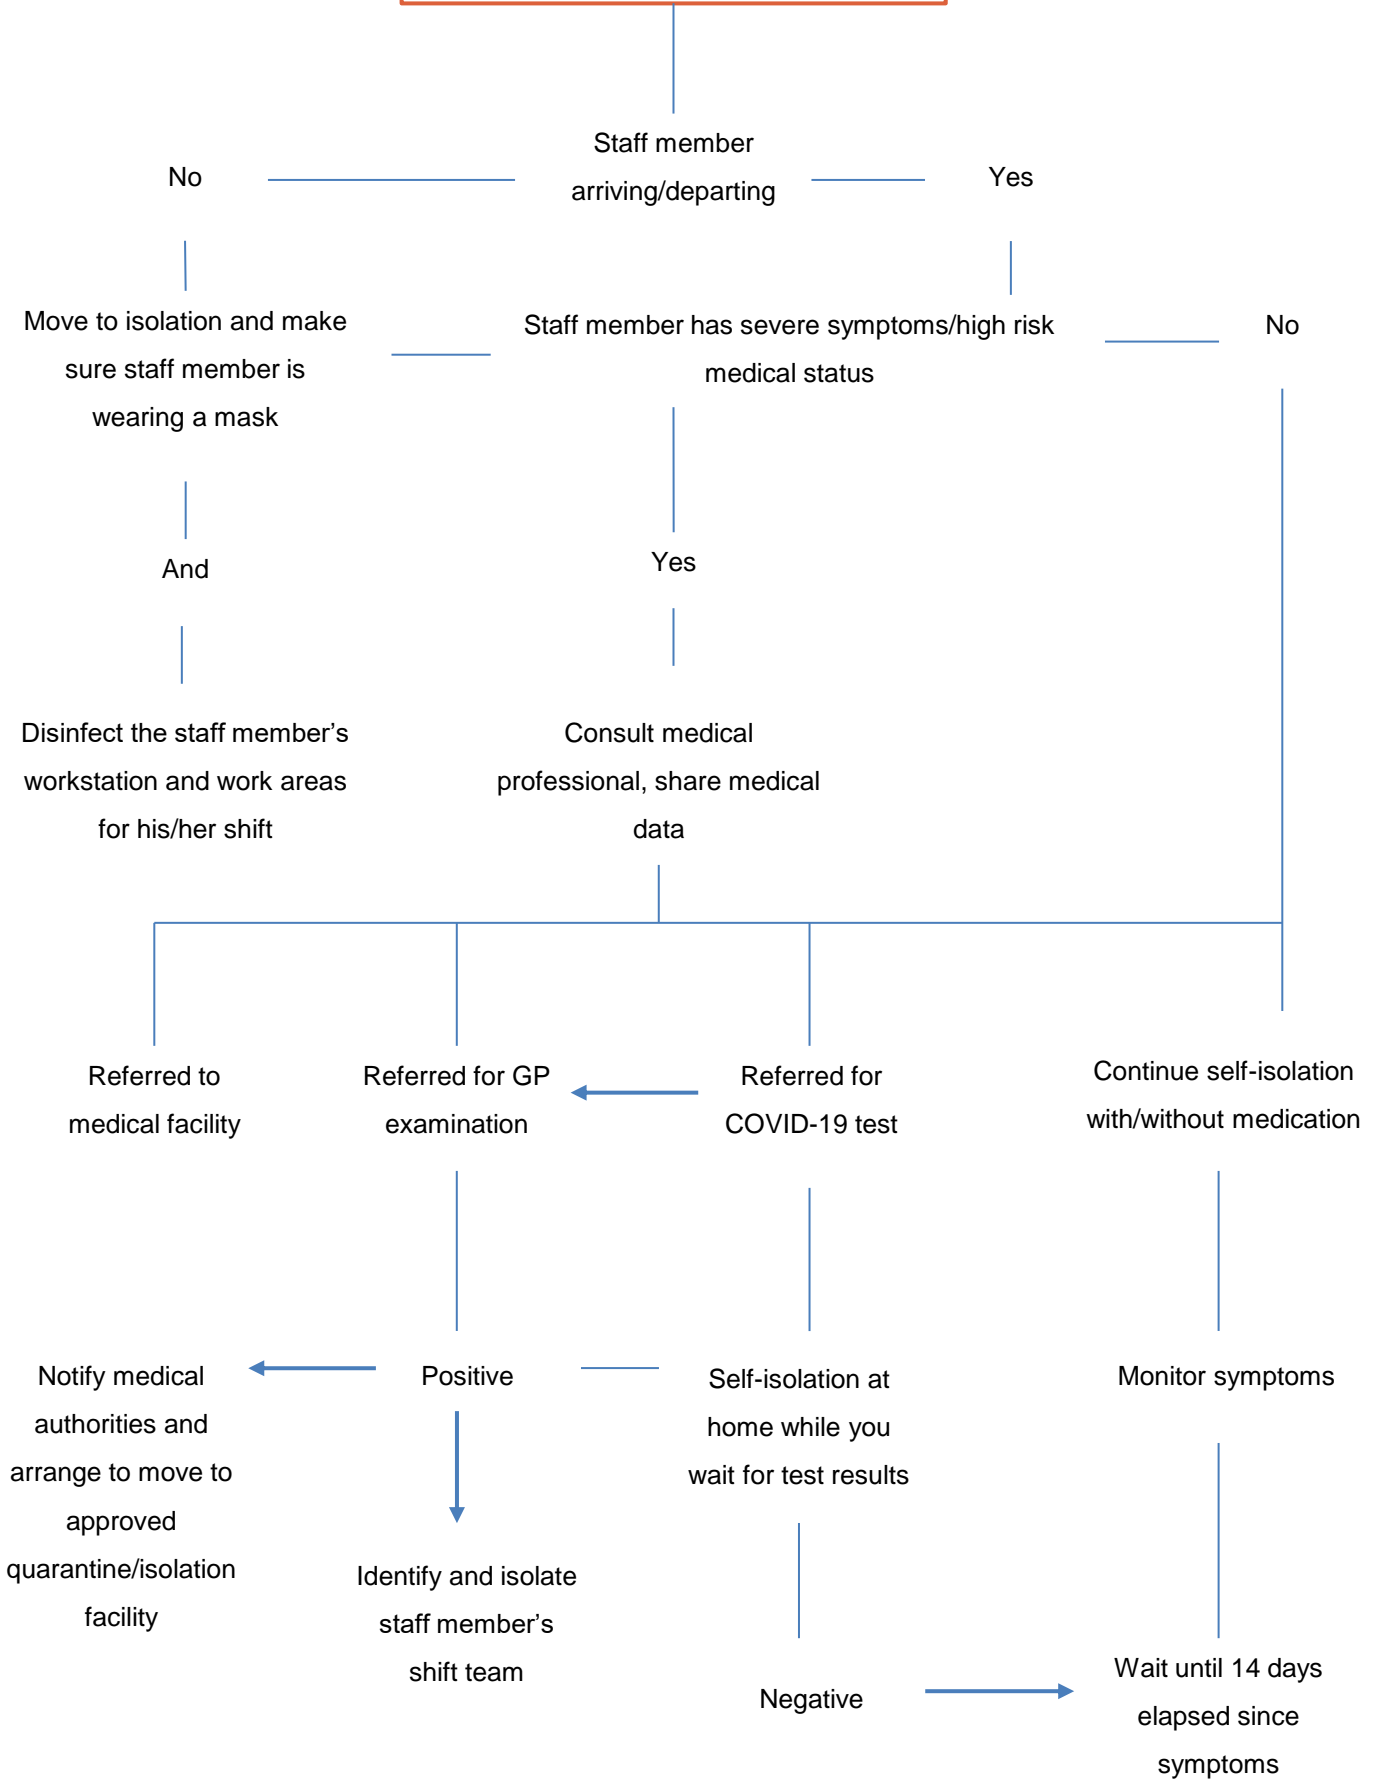 Staff member
arriving/departing
No
Yes
Move to isolation and make
sure staff member is
wearing a mask
Staff member has severe symptoms/high risk
medical status
No
And
Yes
Disinfect the staff member’s
workstation and work areas
for his/her shift
Consult medical
professional, share medical
data
Referred to
medical facility
Referred for GP
examination
Referred for
COVID-19 test
Continue self-isolation
with/without medication
Notify medical
authorities and
arrange to move to
approved
quarantine/isolation
facility
Positive
Self-isolation at
home while you
wait for test results
Monitor symptoms
Identify and isolate
staff member’s
shift team
Negative
Wait until 14 days
elapsed since
symptoms